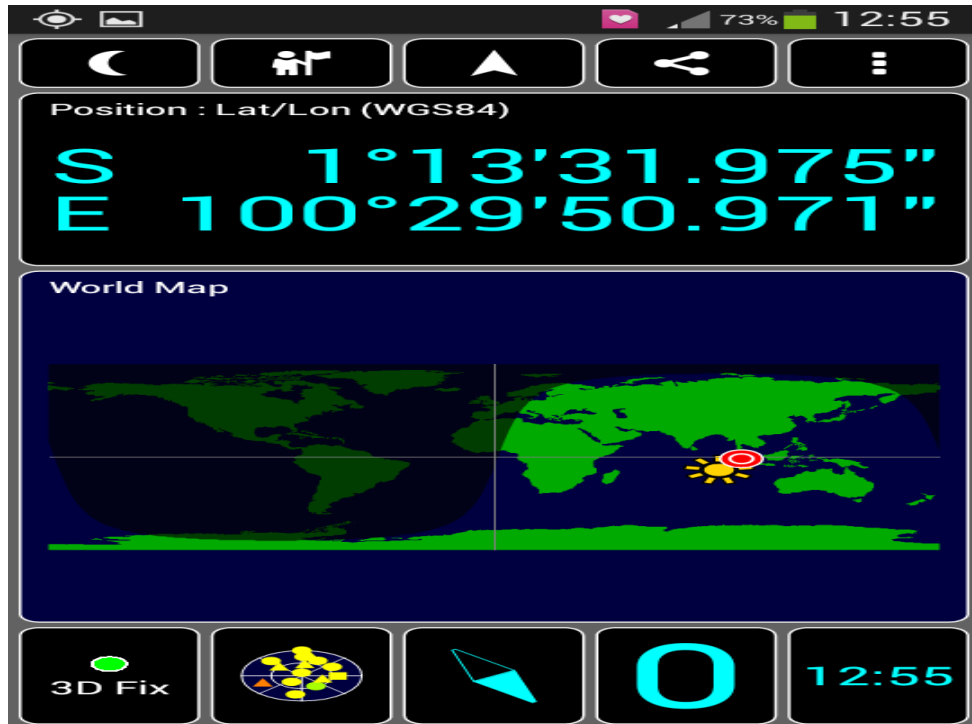 73% 12:55
Position : Lat/Lon (WGS84)
S 1°13'31.975"
E 100°29'50.971"
World Map
3D Fix
0
12:55